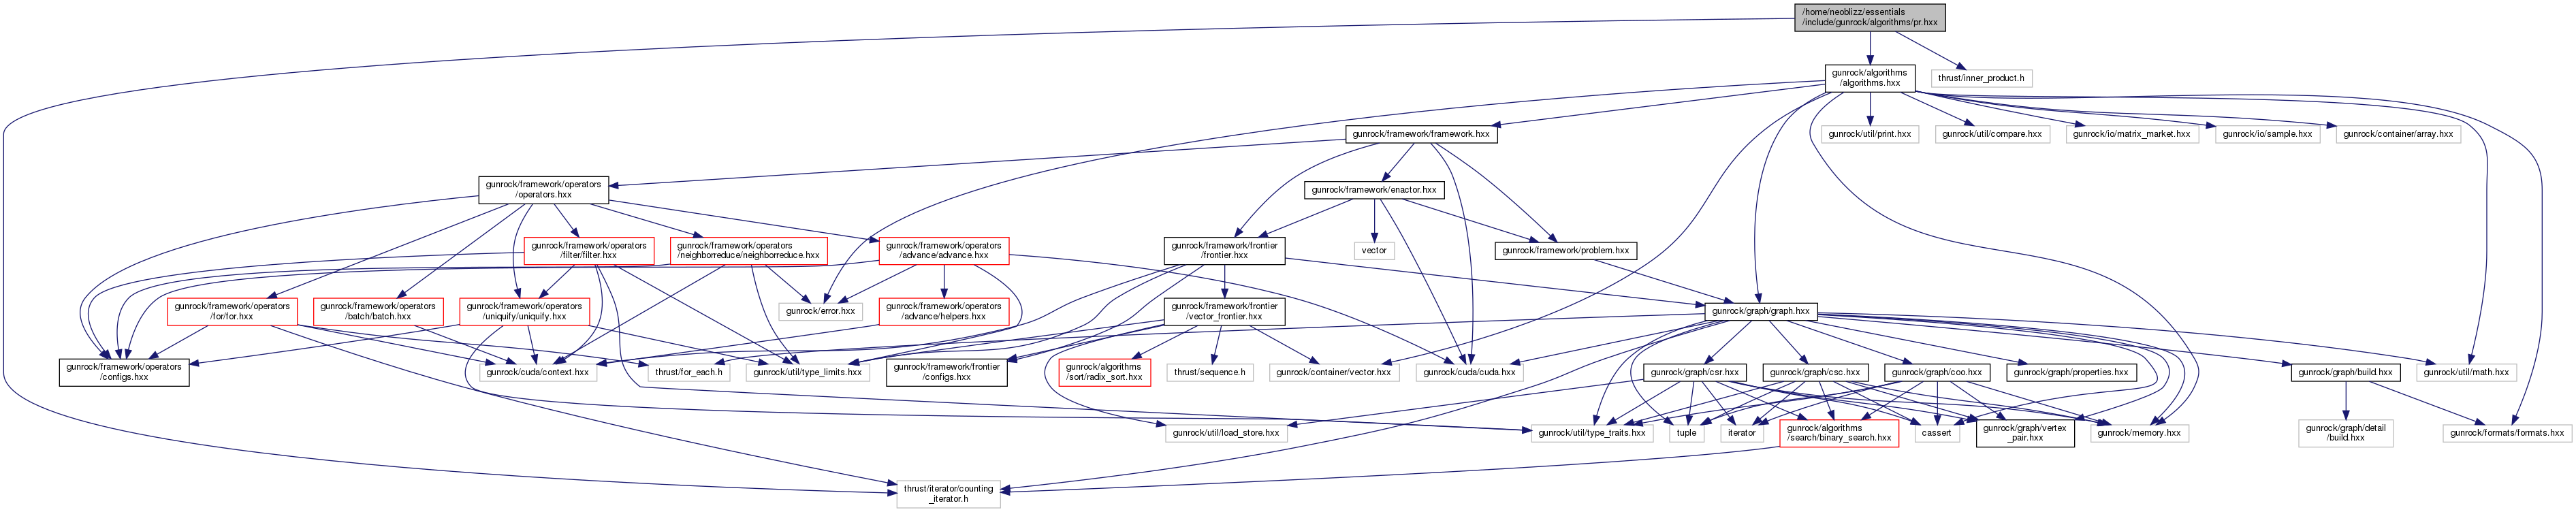 /home/neoblizz/essentials
/include/gunrock/algorithms/pr.hxx
gunrock/algorithms
/algorithms.hxx
thrust/inner_product.h
gunrock/framework/framework.hxx
gunrock/util/print.hxx
gunrock/util/compare.hxx
gunrock/io/matrix_market.hxx
gunrock/io/sample.hxx
gunrock/container/array.hxx
gunrock/framework/operators
/operators.hxx
gunrock/framework/enactor.hxx
gunrock/framework/operators
/filter/filter.hxx
gunrock/framework/operators
/neighborreduce/neighborreduce.hxx
gunrock/framework/operators
/advance/advance.hxx
gunrock/framework/frontier
/frontier.hxx
vector
gunrock/framework/problem.hxx
gunrock/framework/operators
/for/for.hxx
gunrock/framework/operators
/batch/batch.hxx
gunrock/framework/operators
/uniquify/uniquify.hxx
gunrock/error.hxx
gunrock/framework/operators
/advance/helpers.hxx
gunrock/framework/frontier
/vector_frontier.hxx
gunrock/graph/graph.hxx
gunrock/framework/operators
/configs.hxx
gunrock/cuda/context.hxx
thrust/for_each.h
gunrock/util/type_limits.hxx
gunrock/framework/frontier
/configs.hxx
gunrock/algorithms
/sort/radix_sort.hxx
thrust/sequence.h
gunrock/container/vector.hxx
gunrock/cuda/cuda.hxx
gunrock/graph/csr.hxx
gunrock/graph/csc.hxx
gunrock/graph/coo.hxx
gunrock/graph/properties.hxx
gunrock/graph/build.hxx
gunrock/util/math.hxx
gunrock/util/load_store.hxx
gunrock/util/type_traits.hxx
tuple
iterator
gunrock/algorithms
/search/binary_search.hxx
cassert
gunrock/graph/vertex
_pair.hxx
gunrock/memory.hxx
gunrock/graph/detail
/build.hxx
gunrock/formats/formats.hxx
thrust/iterator/counting
_iterator.h